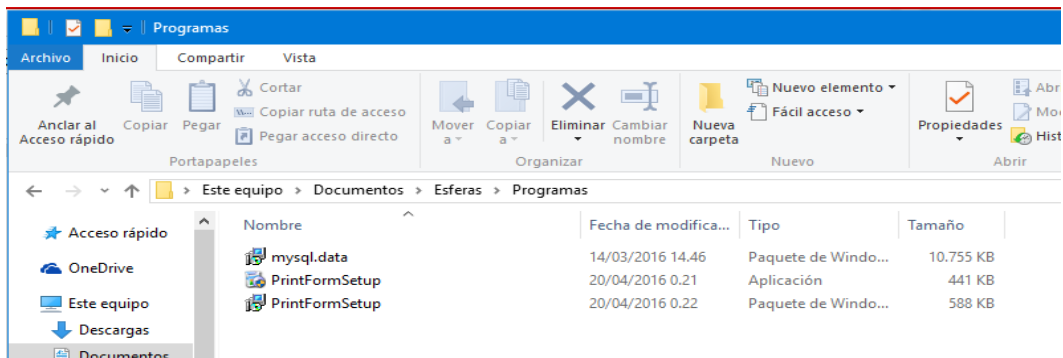 Programas
Archivo Inicio Compartir Vista
Anclar al Acceso rápido
Copiar
Pegar
Cortar
Copiar ruta de acceso
Pegar acceso directo
Portapapeles
Mover a
Copiar a
Eliminar
Cambiar nombre
Organizar
Nueva carpeta
Nuevo elemento
Fácil acceso
Nuevo
Propiedades
Abr
Hist
Abrir
Este equipo > Documentos > Esferas > Programas
Acceso rápido
OneDrive
Este equipo
Descargas
Documentos
Nombre Fecha de modifica... Tipo Tamaño
mysql.data 14/03/2016 14.46 Paquete de Windo... 10.755 KB
PrintFormSetup 20/04/2016 0.21 Aplicación 441 KB
PrintFormSetup 20/04/2016 0.22 Paquete de Windo... 588 KB